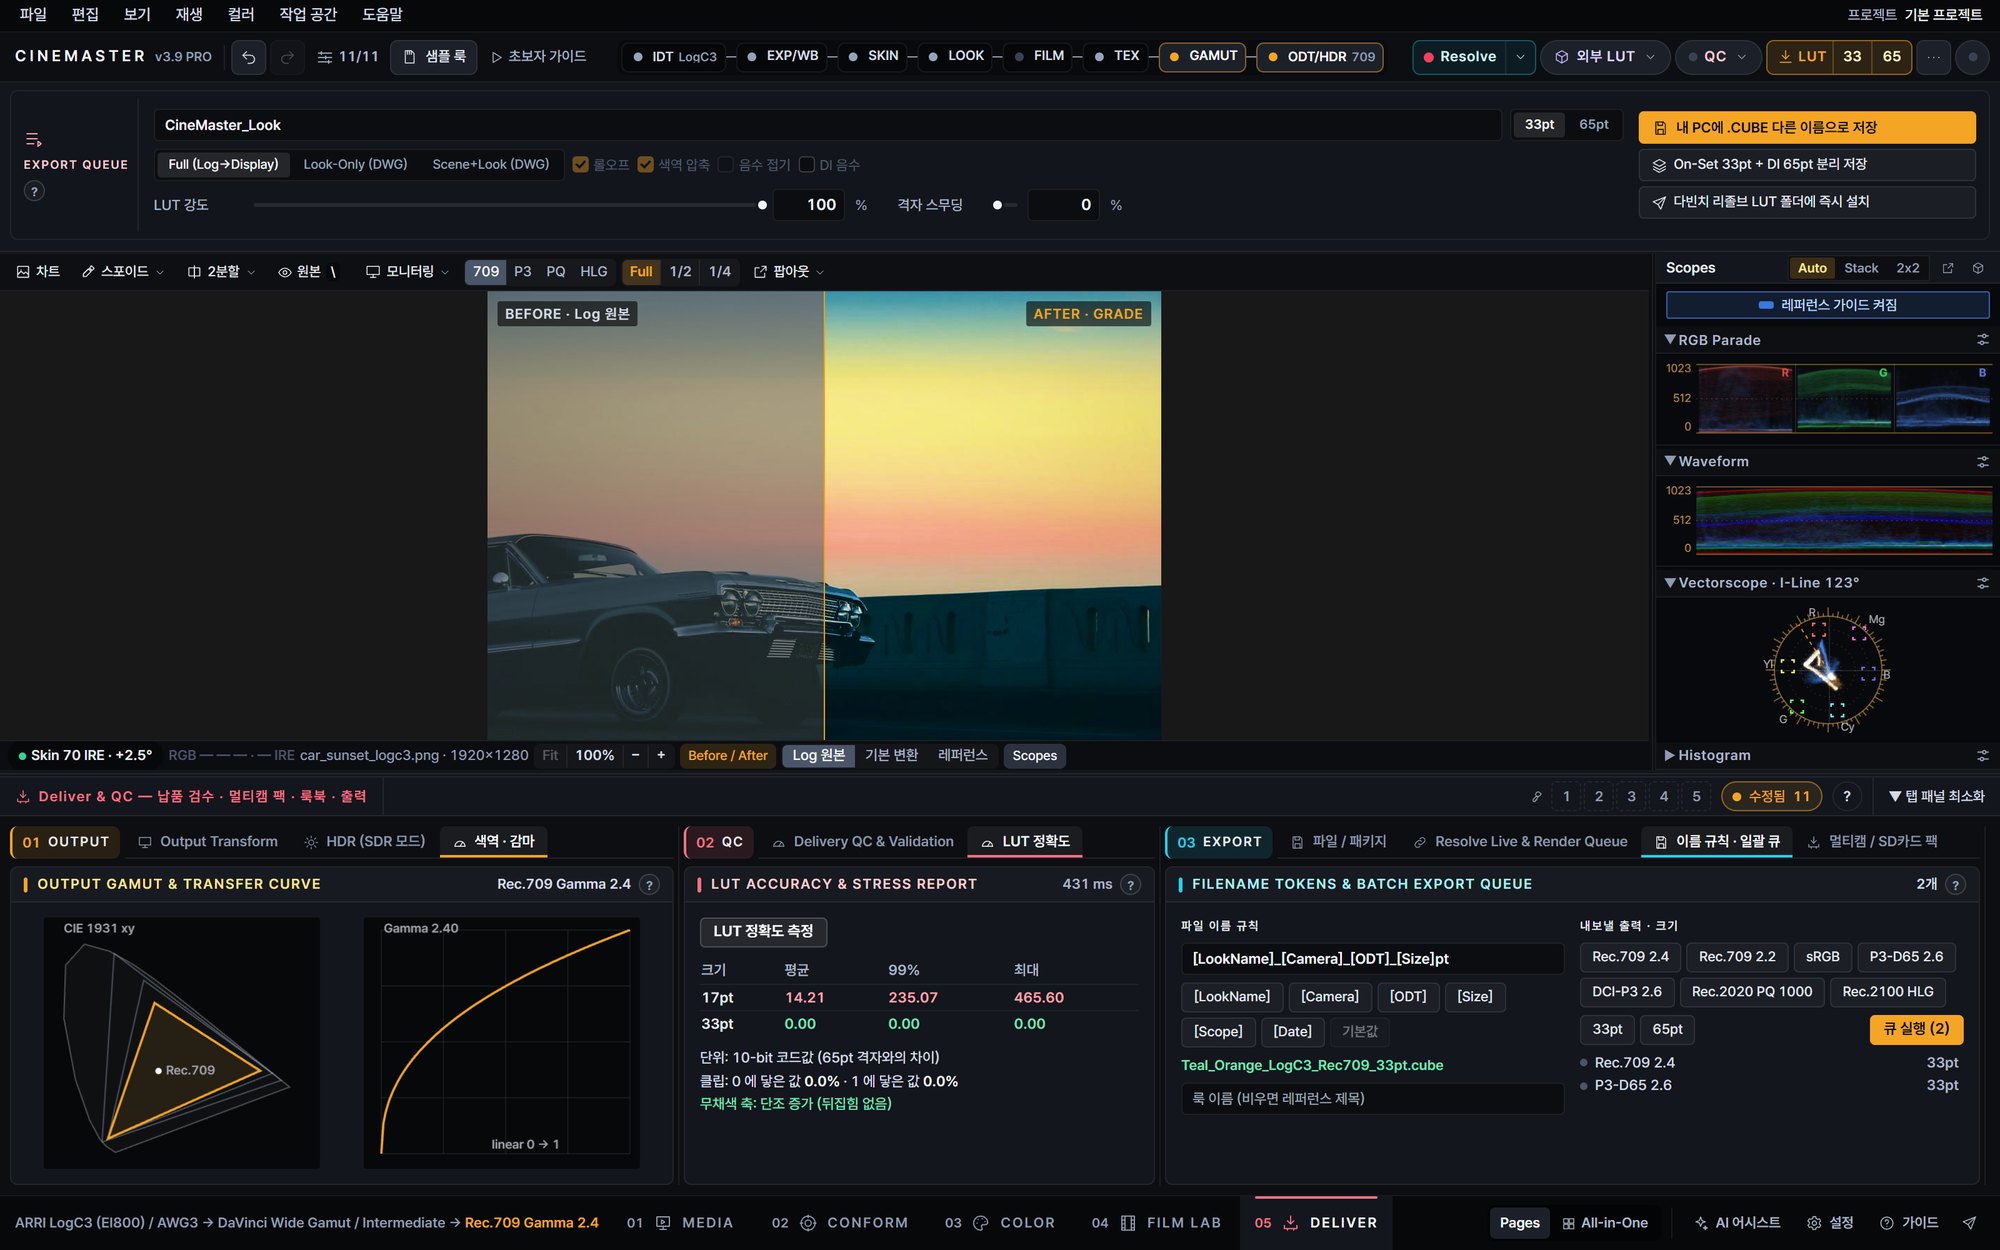 파일 편집 보기 재생 컬러 작업 공간 도움말 프로젝트 기본 프로젝트
CINEMASTER v3.9 PRO 11/11 샘플 룩 초보자 가이드 IDT LogC3 EXP/WB SKIN LOOK FILM TEX GAMUT ODT/HDR 709 Resolve 외부 LUT QC LUT 33 65 ...
EXPORT QUEUE
?
CineMaster_Look 33pt 65pt
Full (Log→Display) Look-Only (DWG) Scene+Look (DWG) 롤오프 색역 압축 음수 접기 DI 음수
LUT 강도 100 % 격자 스무딩 0 %
내 PC에 .CUBE 다른 이름으로 저장
On-Set 33pt + DI 65pt 분리 저장
다빈치 리졸브 LUT 폴더에 즉시 설치
차트 스포이드 2분할 원본 \ 모니터링 709 P3 PQ HLG Full 1/2 1/4 팝아웃
BEFORE · Log 원본
AFTER · GRADE
Scopes Auto Stack 2x2
레퍼런스 가이드 켜짐
RGB Parade
1023
512
0
R G B
Waveform
1023
512
0
Vectorscope · I-Line 123°
R Mg
Yl B
G Cy
Histogram
Skin 70 IRE · +2.5° RGB — — — · — IRE car_sunset_logc3.png · 1920×1280 Fit 100% − + Before / After Log 원본 기본 변환 레퍼런스 Scopes
Deliver & QC — 납품 검수 · 멀티캠 팩 · 룩북 · 출력 1 2 3 4 5 수정됨 11 ? ▼ 탭 패널 최소화
01 OUTPUT Output Transform HDR (SDR 모드) 색역 · 감마
OUTPUT GAMUT & TRANSFER CURVE Rec.709 Gamma 2.4 ?
CIE 1931 xy
Rec.709
Gamma 2.40
linear 0 → 1
02 QC Delivery QC & Validation LUT 정확도
LUT ACCURACY & STRESS REPORT 431 ms ?
LUT 정확도 측정
크기 평균 99% 최대
17pt 14.21 235.07 465.60
33pt 0.00 0.00 0.00
단위: 10-bit 코드값 (65pt 격자와의 차이)
클립: 0 에 닿은 값 0.0% · 1 에 닿은 값 0.0%
무채색 축: 단조 증가 (뒤집힘 없음)
03 EXPORT 파일 / 패키지 Resolve Live & Render Queue 이름 규칙 · 일괄 큐 멀티캠 / SD카드 팩
FILENAME TOKENS & BATCH EXPORT QUEUE 2개 ?
파일 이름 규칙
[LookName]_[Camera]_[ODT]_[Size]pt
[LookName] [Camera] [ODT] [Size]
[Scope] [Date] 기본값
Teal_Orange_LogC3_Rec709_33pt.cube
룩 이름 (비우면 레퍼런스 제목)
내보낼 출력 · 크기
Rec.709 2.4 Rec.709 2.2 sRGB P3-D65 2.6
DCI-P3 2.6 Rec.2020 PQ 1000 Rec.2100 HLG
33pt 65pt 큐 실행 (2)
Rec.709 2.4 33pt
P3-D65 2.6 33pt
ARRI LogC3 (EI800) / AWG3 → DaVinci Wide Gamut / Intermediate → Rec.709 Gamma 2.4 01 MEDIA 02 CONFORM 03 COLOR 04 FILM LAB 05 DELIVER Pages All-in-One AI 어시스트 설정 가이드